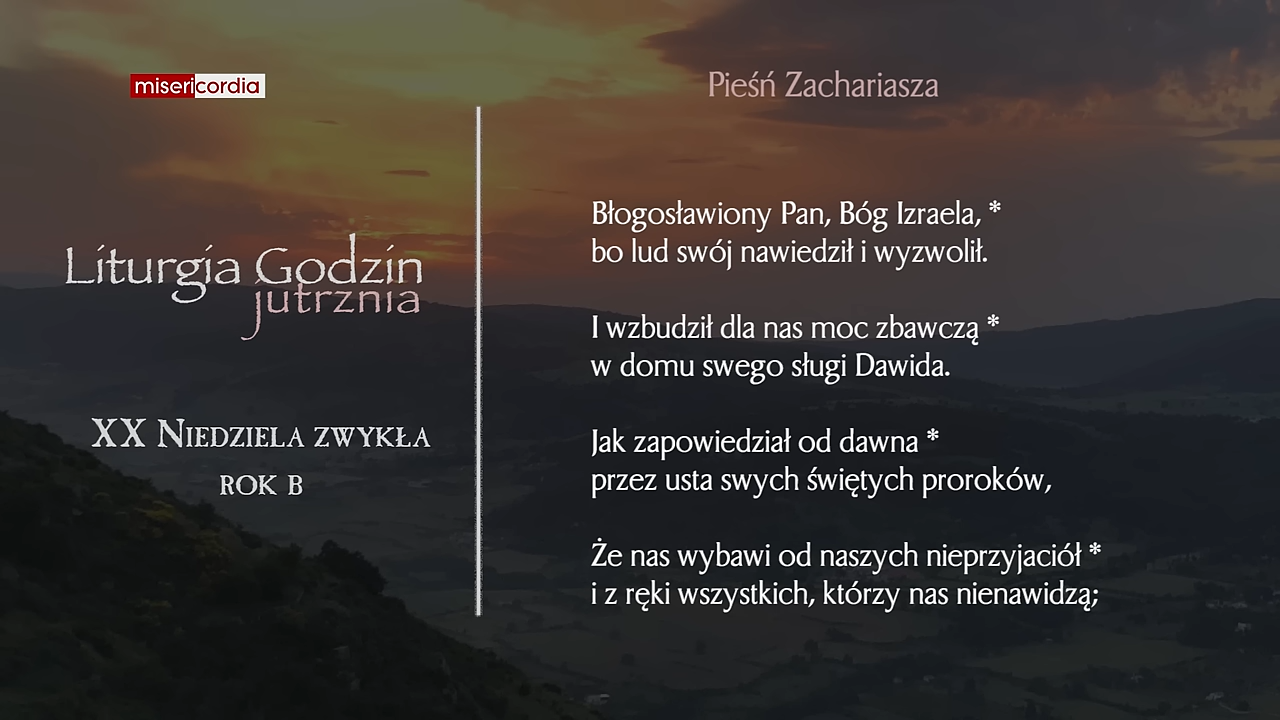 misericordia
Liturgia Godzin
jutrznia
XX Niedziela zwykła
rok B
Pieśń Zachariasza
Błogosławiony Pan, Bóg Izraela, *
bo lud swój nawiedził i wyzwolił.
I wzbudził dla nas moc zbawczą *
w domu swego sługi Dawida.
Jak zapowiedział od dawna *
przez usta swych świętych proroków,
Że nas wybawi od naszych nieprzyjaciół *
i z ręki wszystkich, którzy nas nienawidzą;